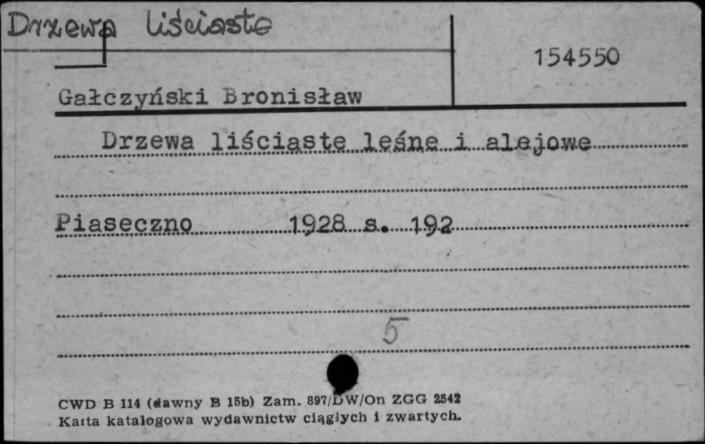 Drzewa liściaste
154550
Gałczyński Bronisław
Drzewa liściaste leśne i alejowe
Piaseczno 1928 s. 192
5
CWD B 114 (dawny B 15b) Zam. 897/DW/On ZGG 2542
Karta katalogowa wydawnictw ciągłych i zwartych.